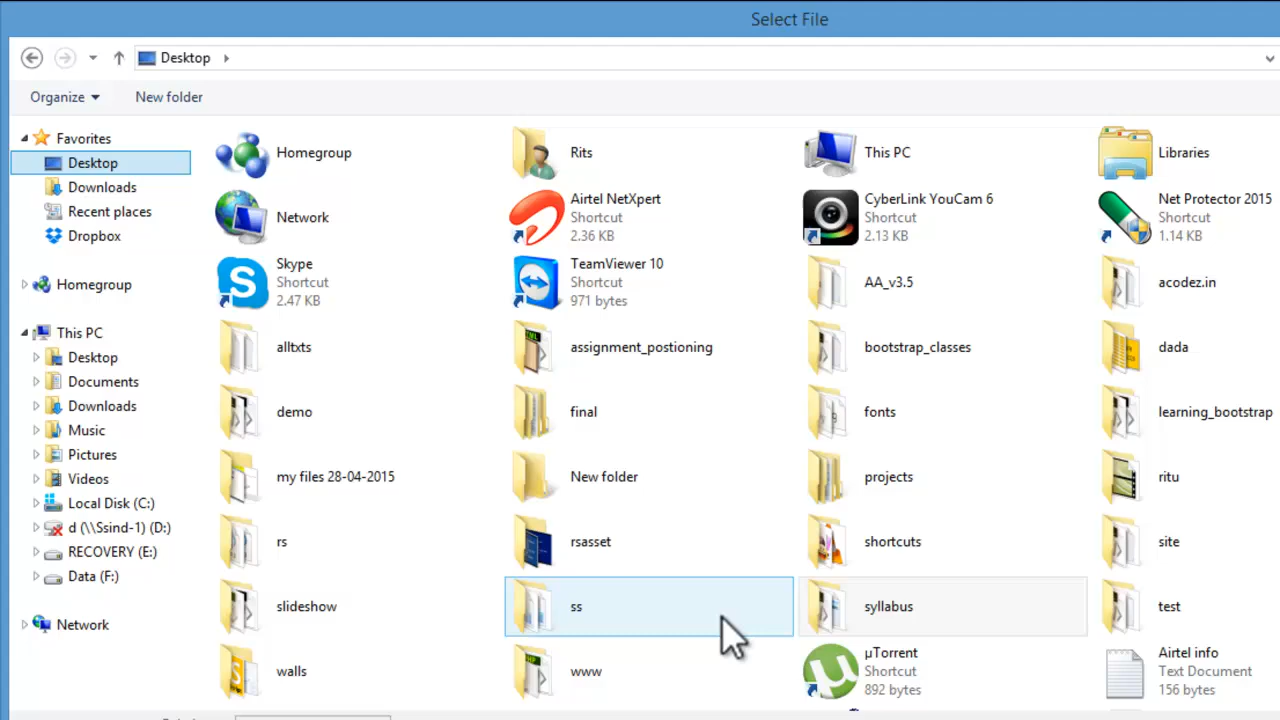 Select File
Desktop
Organize
New folder
Favorites
Desktop
Downloads
Recent places
Dropbox
Homegroup
This PC
Desktop
Documents
Downloads
Music
Pictures
Videos
Local Disk (C:)
d (\\Ssind-1) (D:)
RECOVERY (E:)
Data (F:)
Network
Homegroup
Rits
This PC
Libraries
Network
Airtel NetXpert
Shortcut
2.36 KB
CyberLink YouCam 6
Shortcut
2.13 KB
Net Protector 2015
Shortcut
1.14 KB
Skype
Shortcut
2.47 KB
TeamViewer 10
Shortcut
971 bytes
AA_v3.5
acodez.in
alltxts
assignment_postioning
bootstrap_classes
dada
demo
final
fonts
learning_bootstrap
my files 28-04-2015
New folder
projects
ritu
rs
rsasset
shortcuts
site
slideshow
ss
syllabus
test
walls
www
µTorrent
Shortcut
892 bytes
Airtel info
Text Document
156 bytes